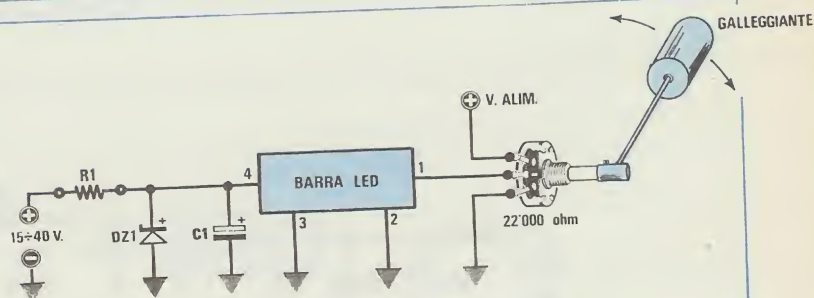 GALLEGGIANTE
V. ALIM.
R1
4
BARRA LED
1
15÷40 V.
DZ1
+
C1
+
3
2
22'000 ohm